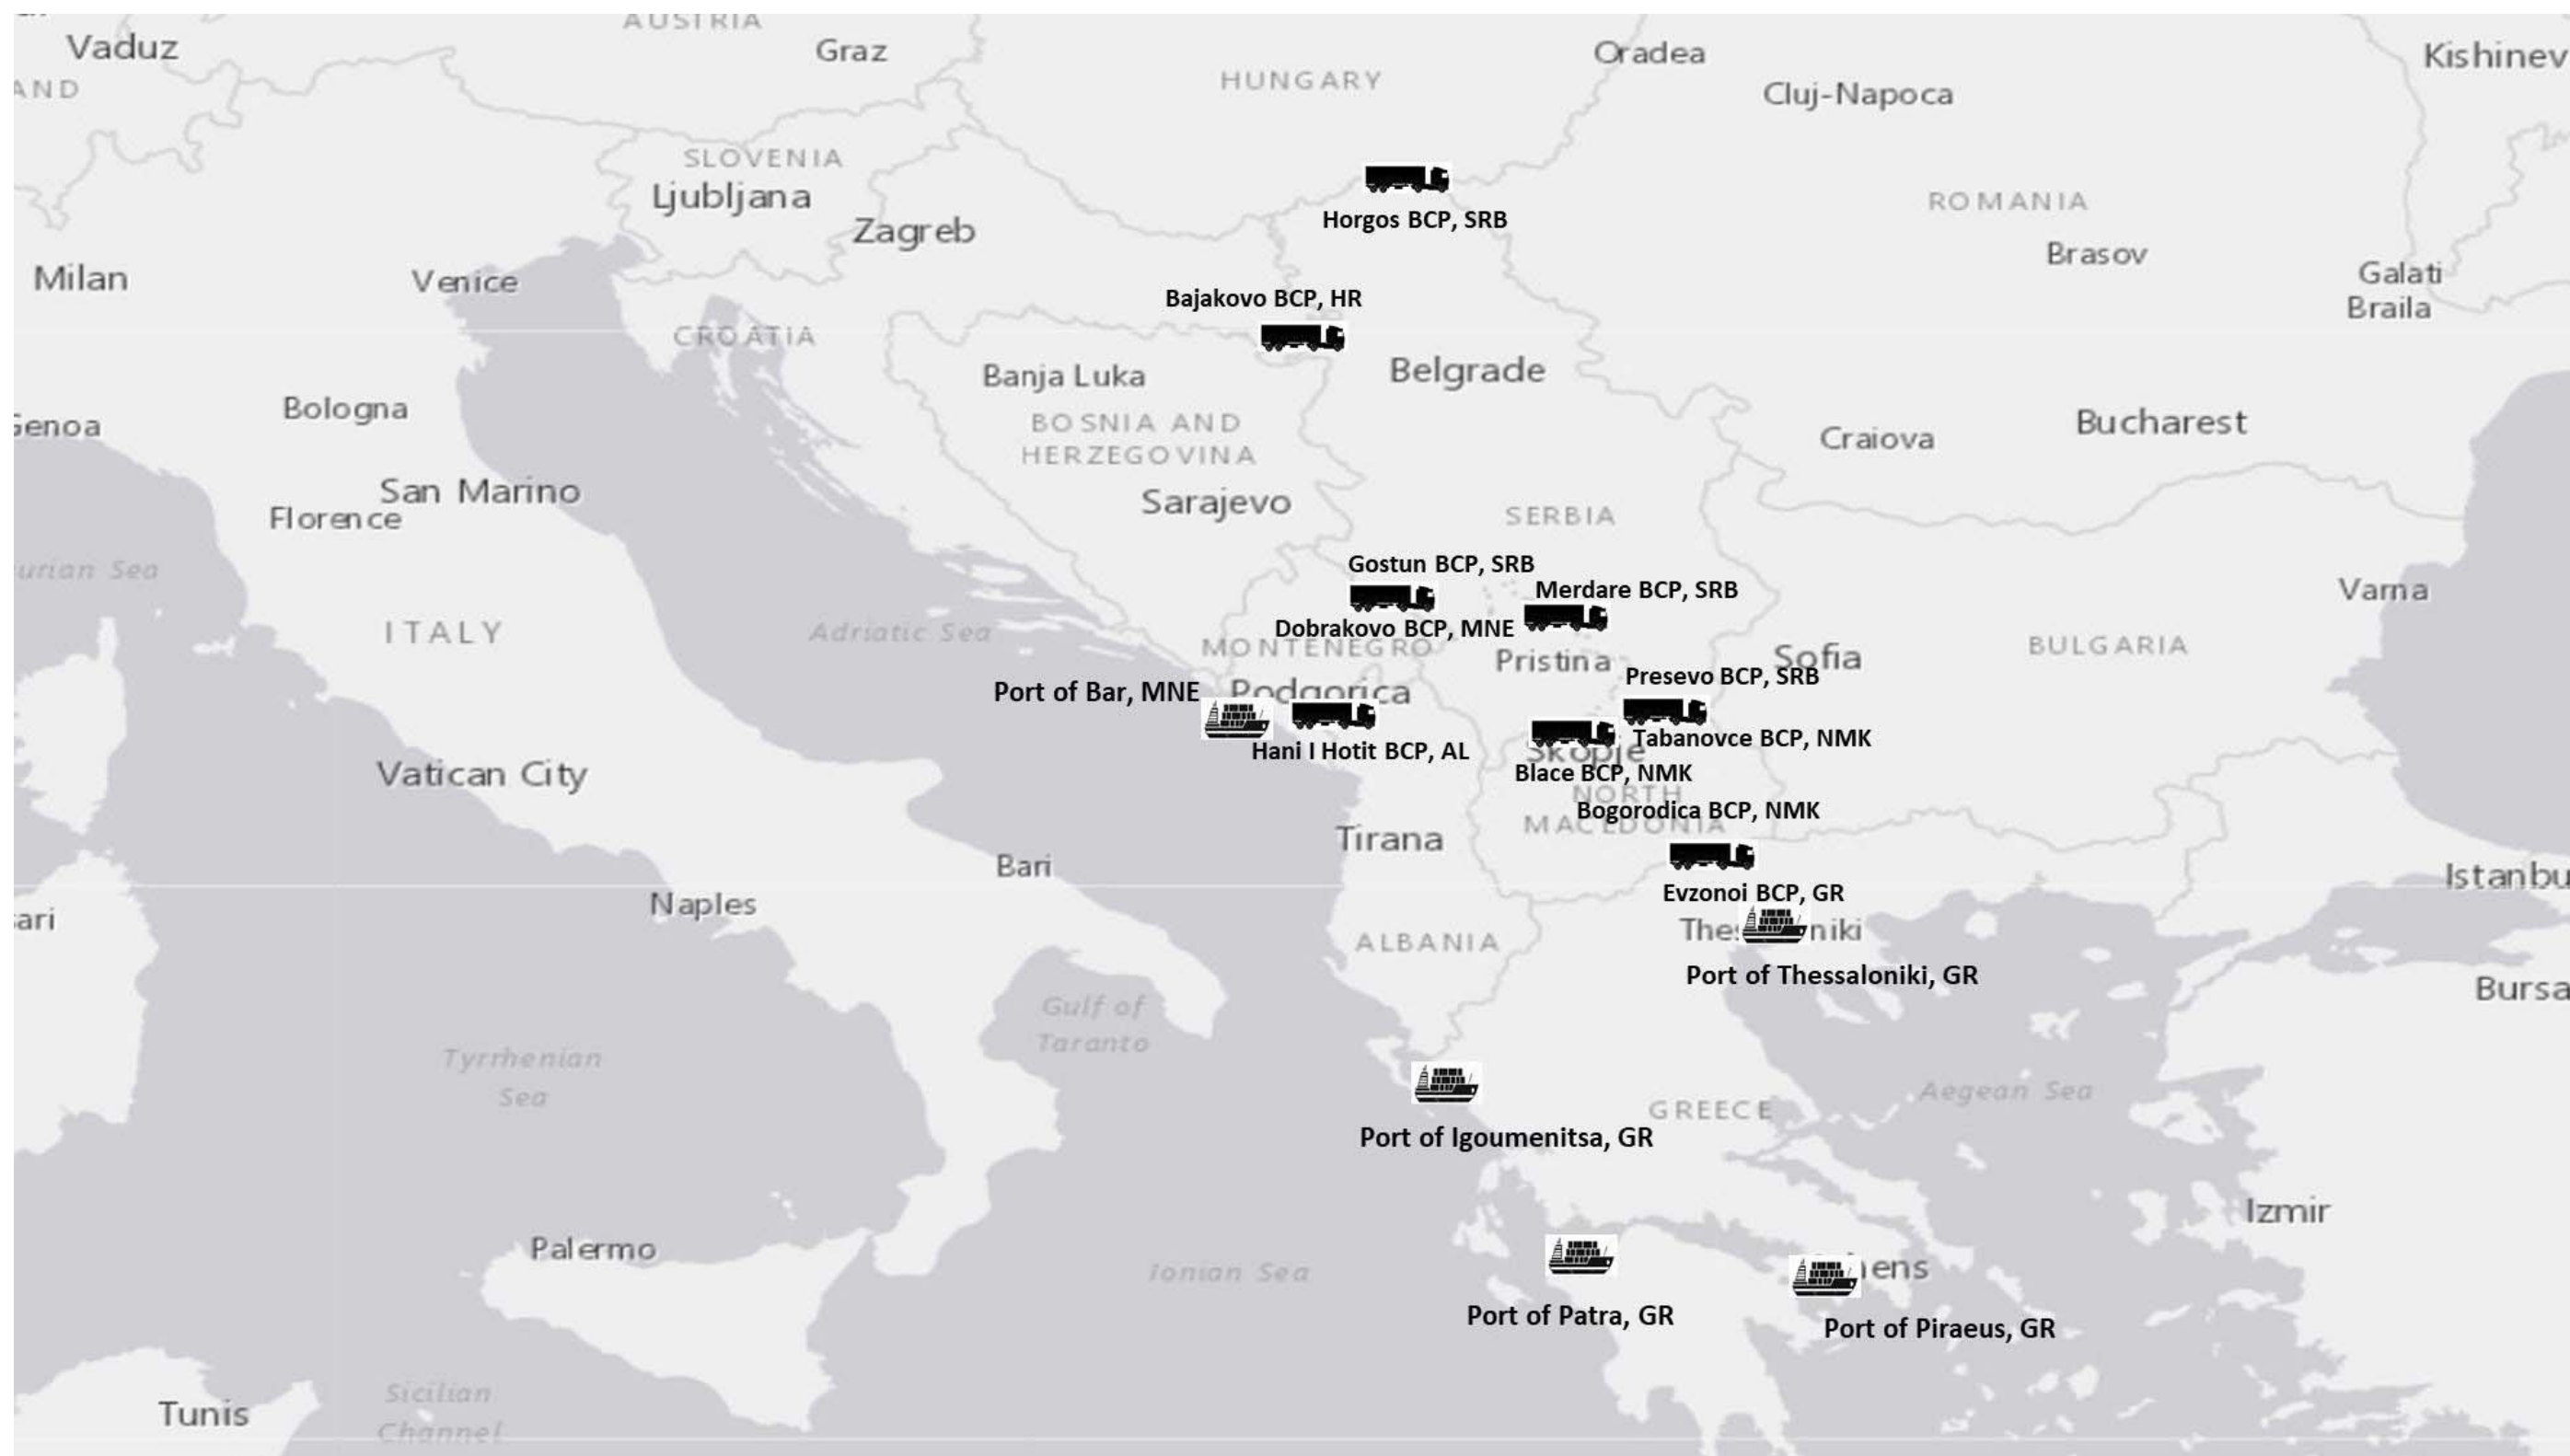 AUSTRIA
Vaduz
Graz
Oradea
Kishinev
AND
HUNGARY
Cluj-Napoca
SLOVENIA
Ljubljana
Horgos BCP, SRB
ROMANIA
Zagreb
Brasov
Milan
Venice
Galati
Bajakovo BCP, HR
Braila
CROATIA
Banja Luka
Belgrade
Bologna
BOSNIA AND
HERZEGOVINA
Genoa
Craiova
Bucharest
San Marino
Florence
Sarajevo
SERBIA
urian Sea
Gostun BCP, SRB
Merdare BCP, SRB
Varna
ITALY
Adriatic Sea
Dobrakovo BCP, MNE
MONTENEGRO
Pristina
Sofia
BULGARIA
Presevo BCP, SRB
Port of Bar, MNE
Podgorica
Hani I Hotit BCP, AL
Tabanovce BCP, NMK
Skopje
Vatican City
Blace BCP, NMK
NORTH
Bogorodica BCP, NMK
MACEDONIA
Tirana
Bari
Istanbu
Evzonoi BCP, GR
Naples
ari
Thes niki
ALBANIA
Port of Thessaloniki, GR
Bursa
Gulf of
Taranto
Tyrrhenian
Sea
Aegean Sea
GREECE
Port of Igoumenitsa, GR
Izmir
Palermo
Ionian Sea
hens
Port of Patra, GR
Port of Piraeus, GR
Sicilian
Channel
Tunis